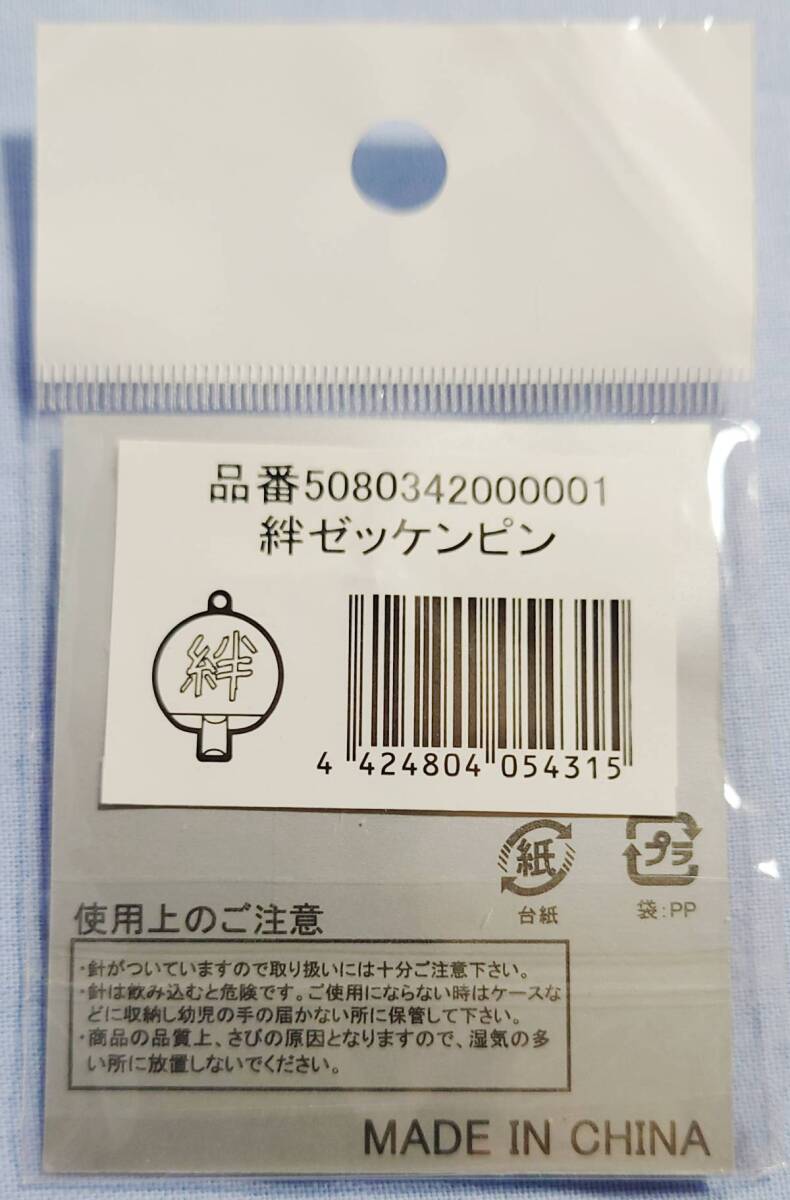 品番5080342000001
絆ゼッケンピン
絆
4 424804 054315
紙
プラ
台紙
袋:PP
使用上のご注意
・針がついていますので取り扱いには十分ご注意下さい。
・針は飲み込むと危険です。ご使用にならない時はケースな
どに収納し幼児の手の届かない所に保管して下さい。
・商品の品質上、さびの原因となりますので、湿気の多
い所に放置しないでください。
MADE IN CHINA